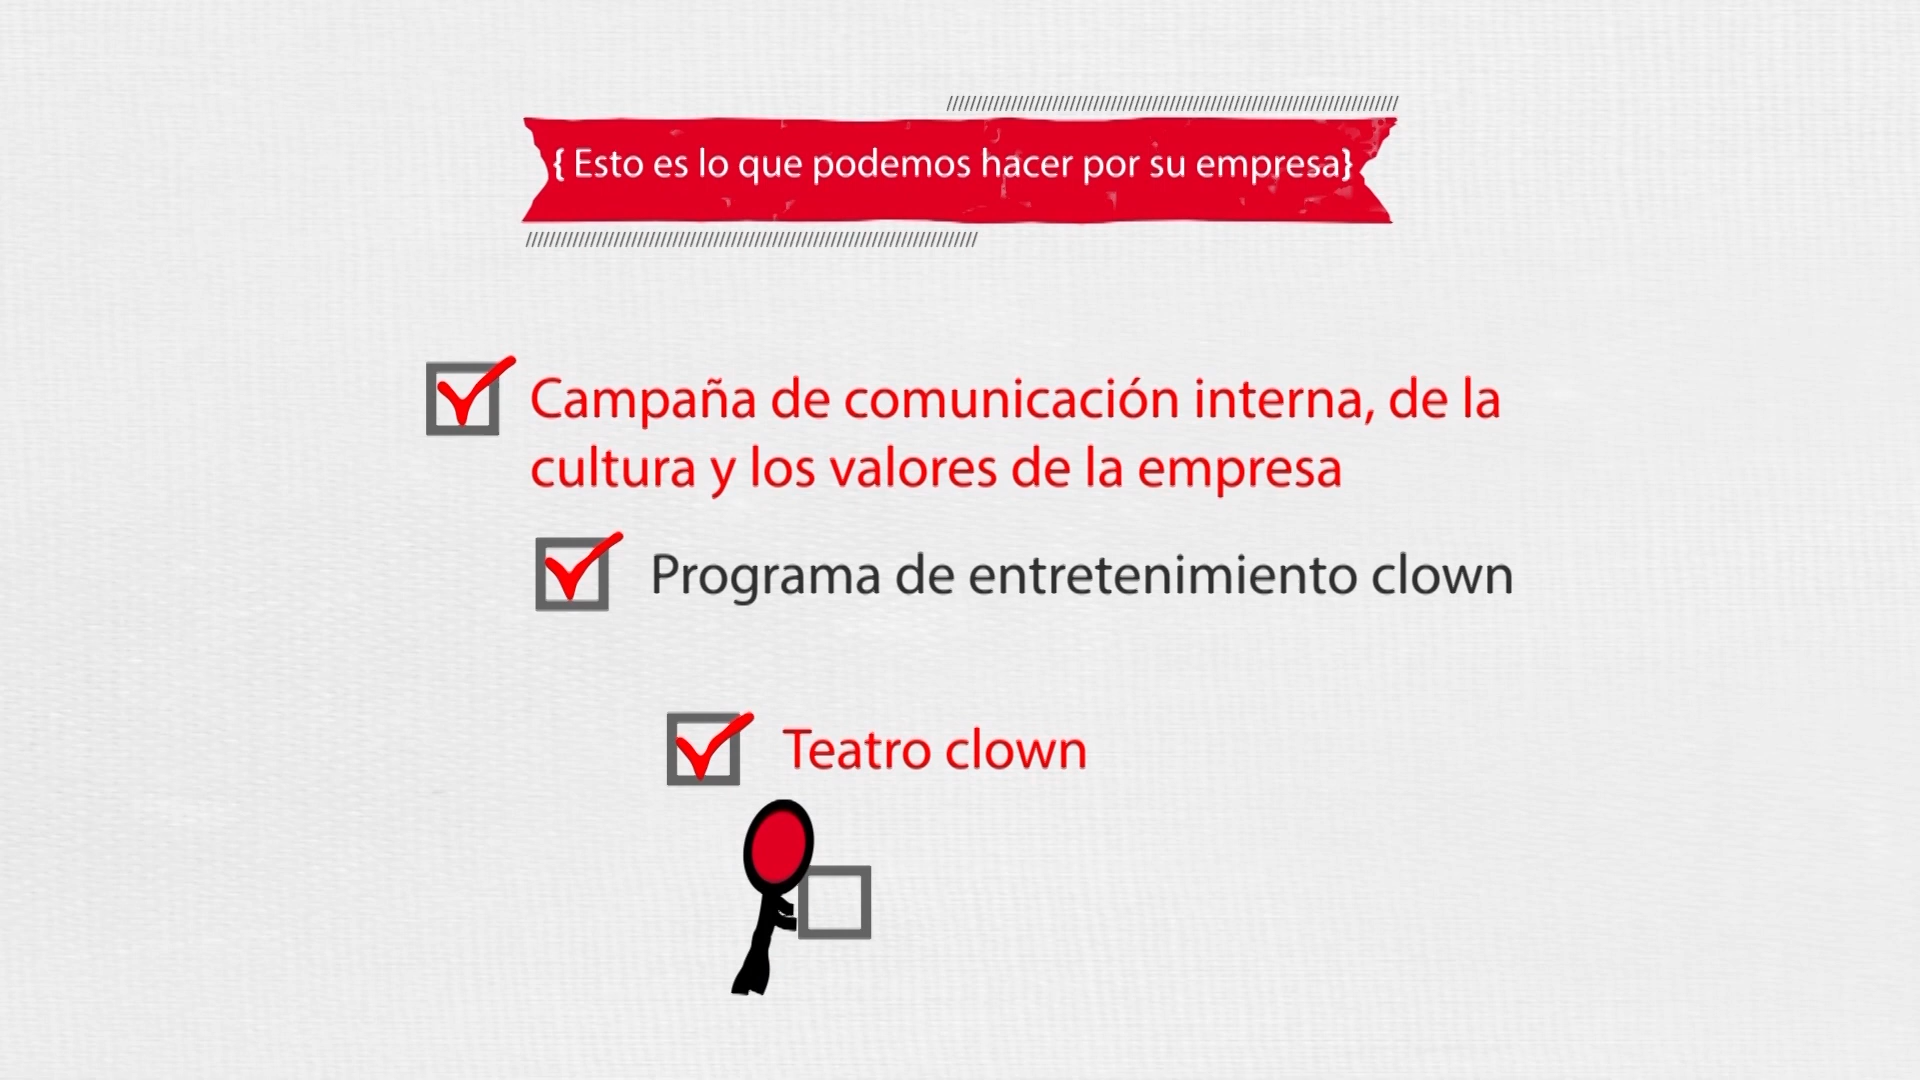 { Esto es lo que podemos hacer por su empresa}
Campaña de comunicación interna, de la
cultura y los valores de la empresa
Programa de entretenimiento clown
Teatro clown